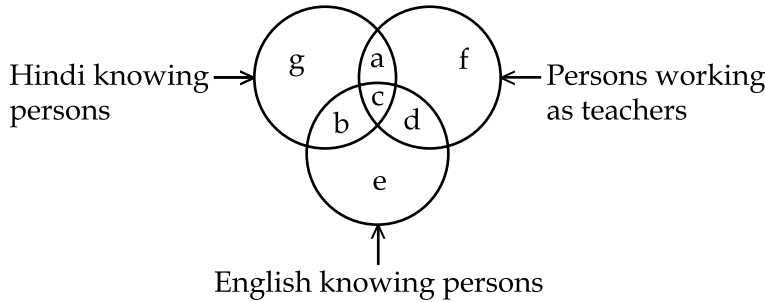 g
a
f
Hindi knowing
persons
c
Persons working
as teachers
b
d
e
English knowing persons